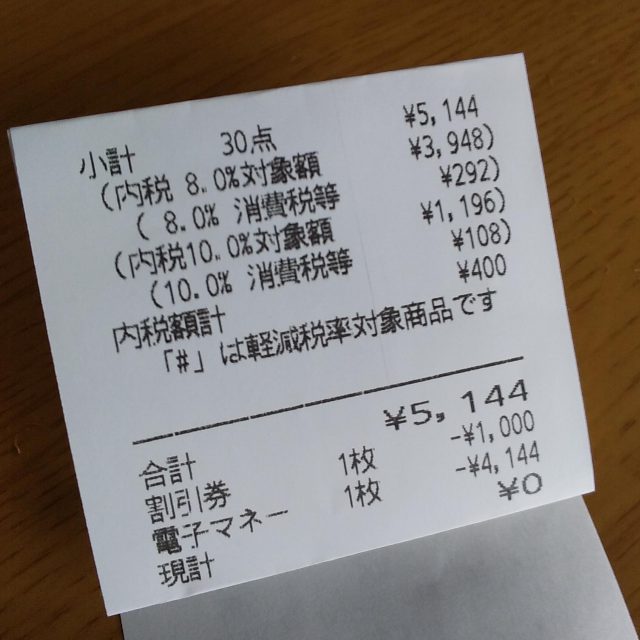 小計 30点 ¥5,144
(内税 8.0%対象額 ¥3,948)
( 8.0% 消費税等 ¥292)
(内税10.0%対象額 ¥1,196)
(10.0% 消費税等 ¥108)
内税額計 ¥400
「#」は軽減税率対象商品です
合計 ¥5,144
割引券 1枚 -¥1,000
電子マネー 1枚 -¥4,144
現計 ¥0